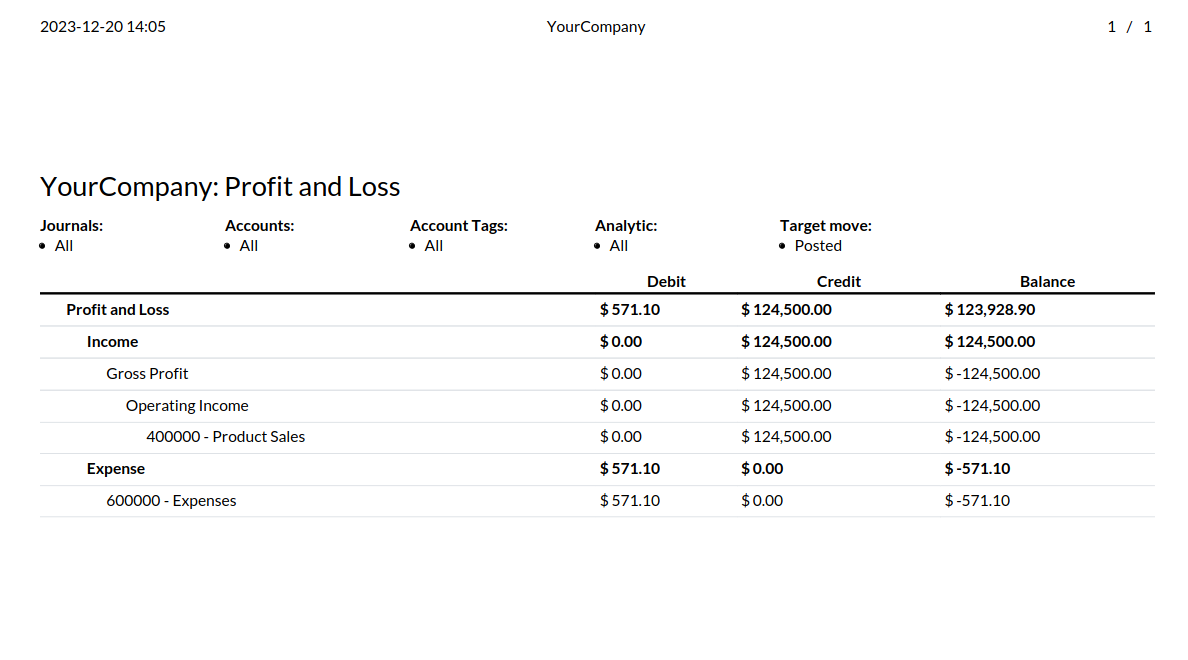 2023-12-20 14:05 YourCompany 1 / 1
YourCompany: Profit and Loss
Journals: Accounts: Account Tags: Analytic: Target move:
• All • All • All • All • Posted
Debit Credit Balance
Profit and Loss $ 571.10 $ 124,500.00 $ 123,928.90
Income $ 0.00 $ 124,500.00 $ 124,500.00
Gross Profit $ 0.00 $ 124,500.00 $ -124,500.00
Operating Income $ 0.00 $ 124,500.00 $ -124,500.00
400000 - Product Sales $ 0.00 $ 124,500.00 $ -124,500.00
Expense $ 571.10 $ 0.00 $ -571.10
600000 - Expenses $ 571.10 $ 0.00 $ -571.10